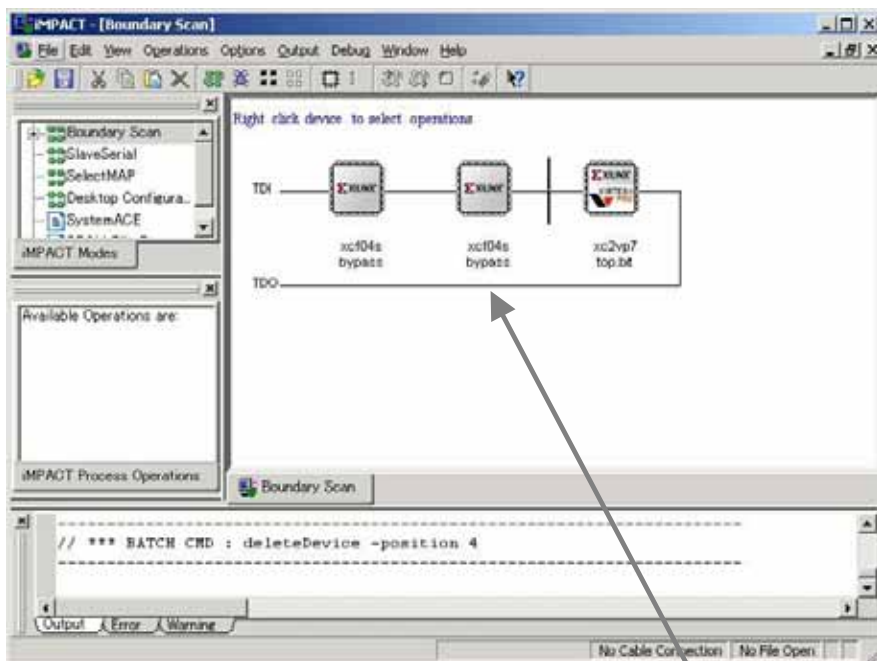 iMPACT - [Boundary Scan]
File Edit View Operations Options Output Debug Window Help
Right click device to select operations
Boundary Scan
SlaveSerial
SelectMAP
Desktop Configura...
SystemACE
iMPACT Modes
TDI
XILINX
XILINX
XILINX
xcf04s
bypass
xcf04s
bypass
xc2vp7
top.bit
TDO
Available Operations are:
iMPACT Process Operations
Boundary Scan
// *** BATCH CMD : deleteDevice -position 4
Output Error Warning
No Cable Connection No File Open